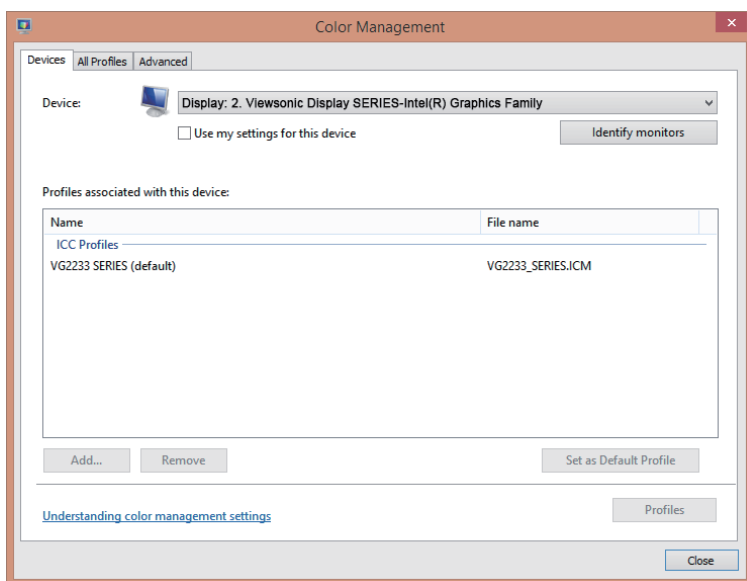 Color Management
Devices All Profiles Advanced
Device: Display: 2. Viewsonic Display SERIES-Intel(R) Graphics Family
Use my settings for this device Identify monitors
Profiles associated with this device:
Name File name
ICC Profiles
VG2233 SERIES (default) VG2233_SERIES.ICM
Add... Remove Set as Default Profile
Understanding color management settings Profiles
Close